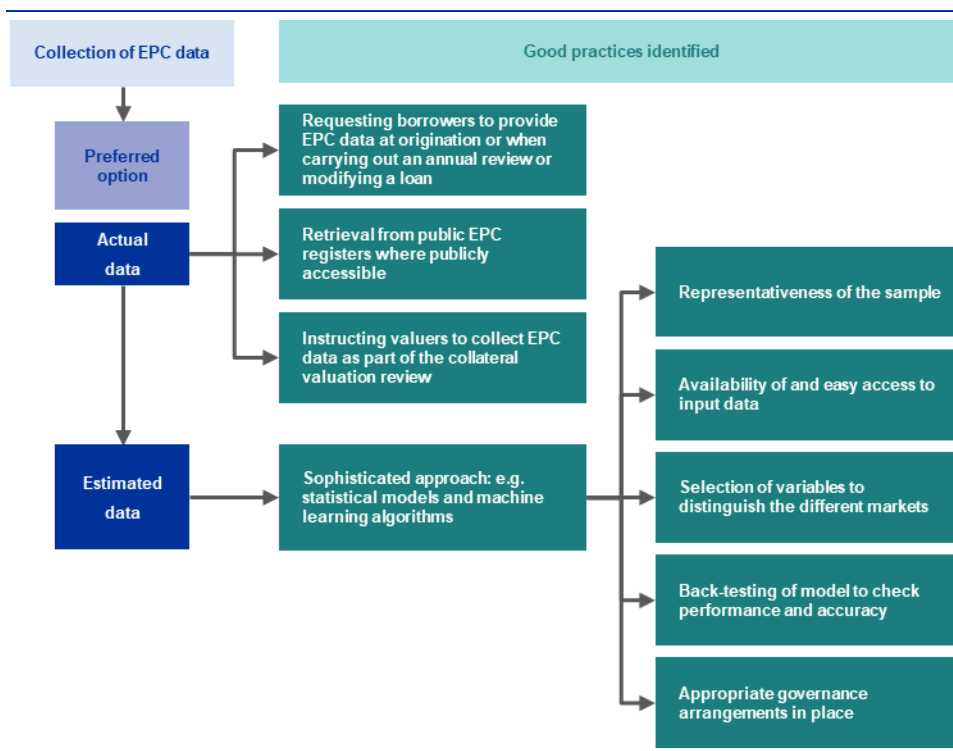 Collection of EPC data
Good practices identified
Preferred
option
Actual
data
Requesting borrowers to provide
EPC data at origination or when
carrying out an annual review or
modifying a loan
Retrieval from public EPC
registers where publicly
accessible
Instructing valuers to collect EPC
data as part of the collateral
valuation review
Estimated
data
Sophisticated approach: e.g.
statistical models and machine
learning algorithms
Representativeness of the sample
Availability of and easy access to
input data
Selection of variables to
distinguish the different markets
Back-testing of model to check
performance and accuracy
Appropriate governance
arrangements in place